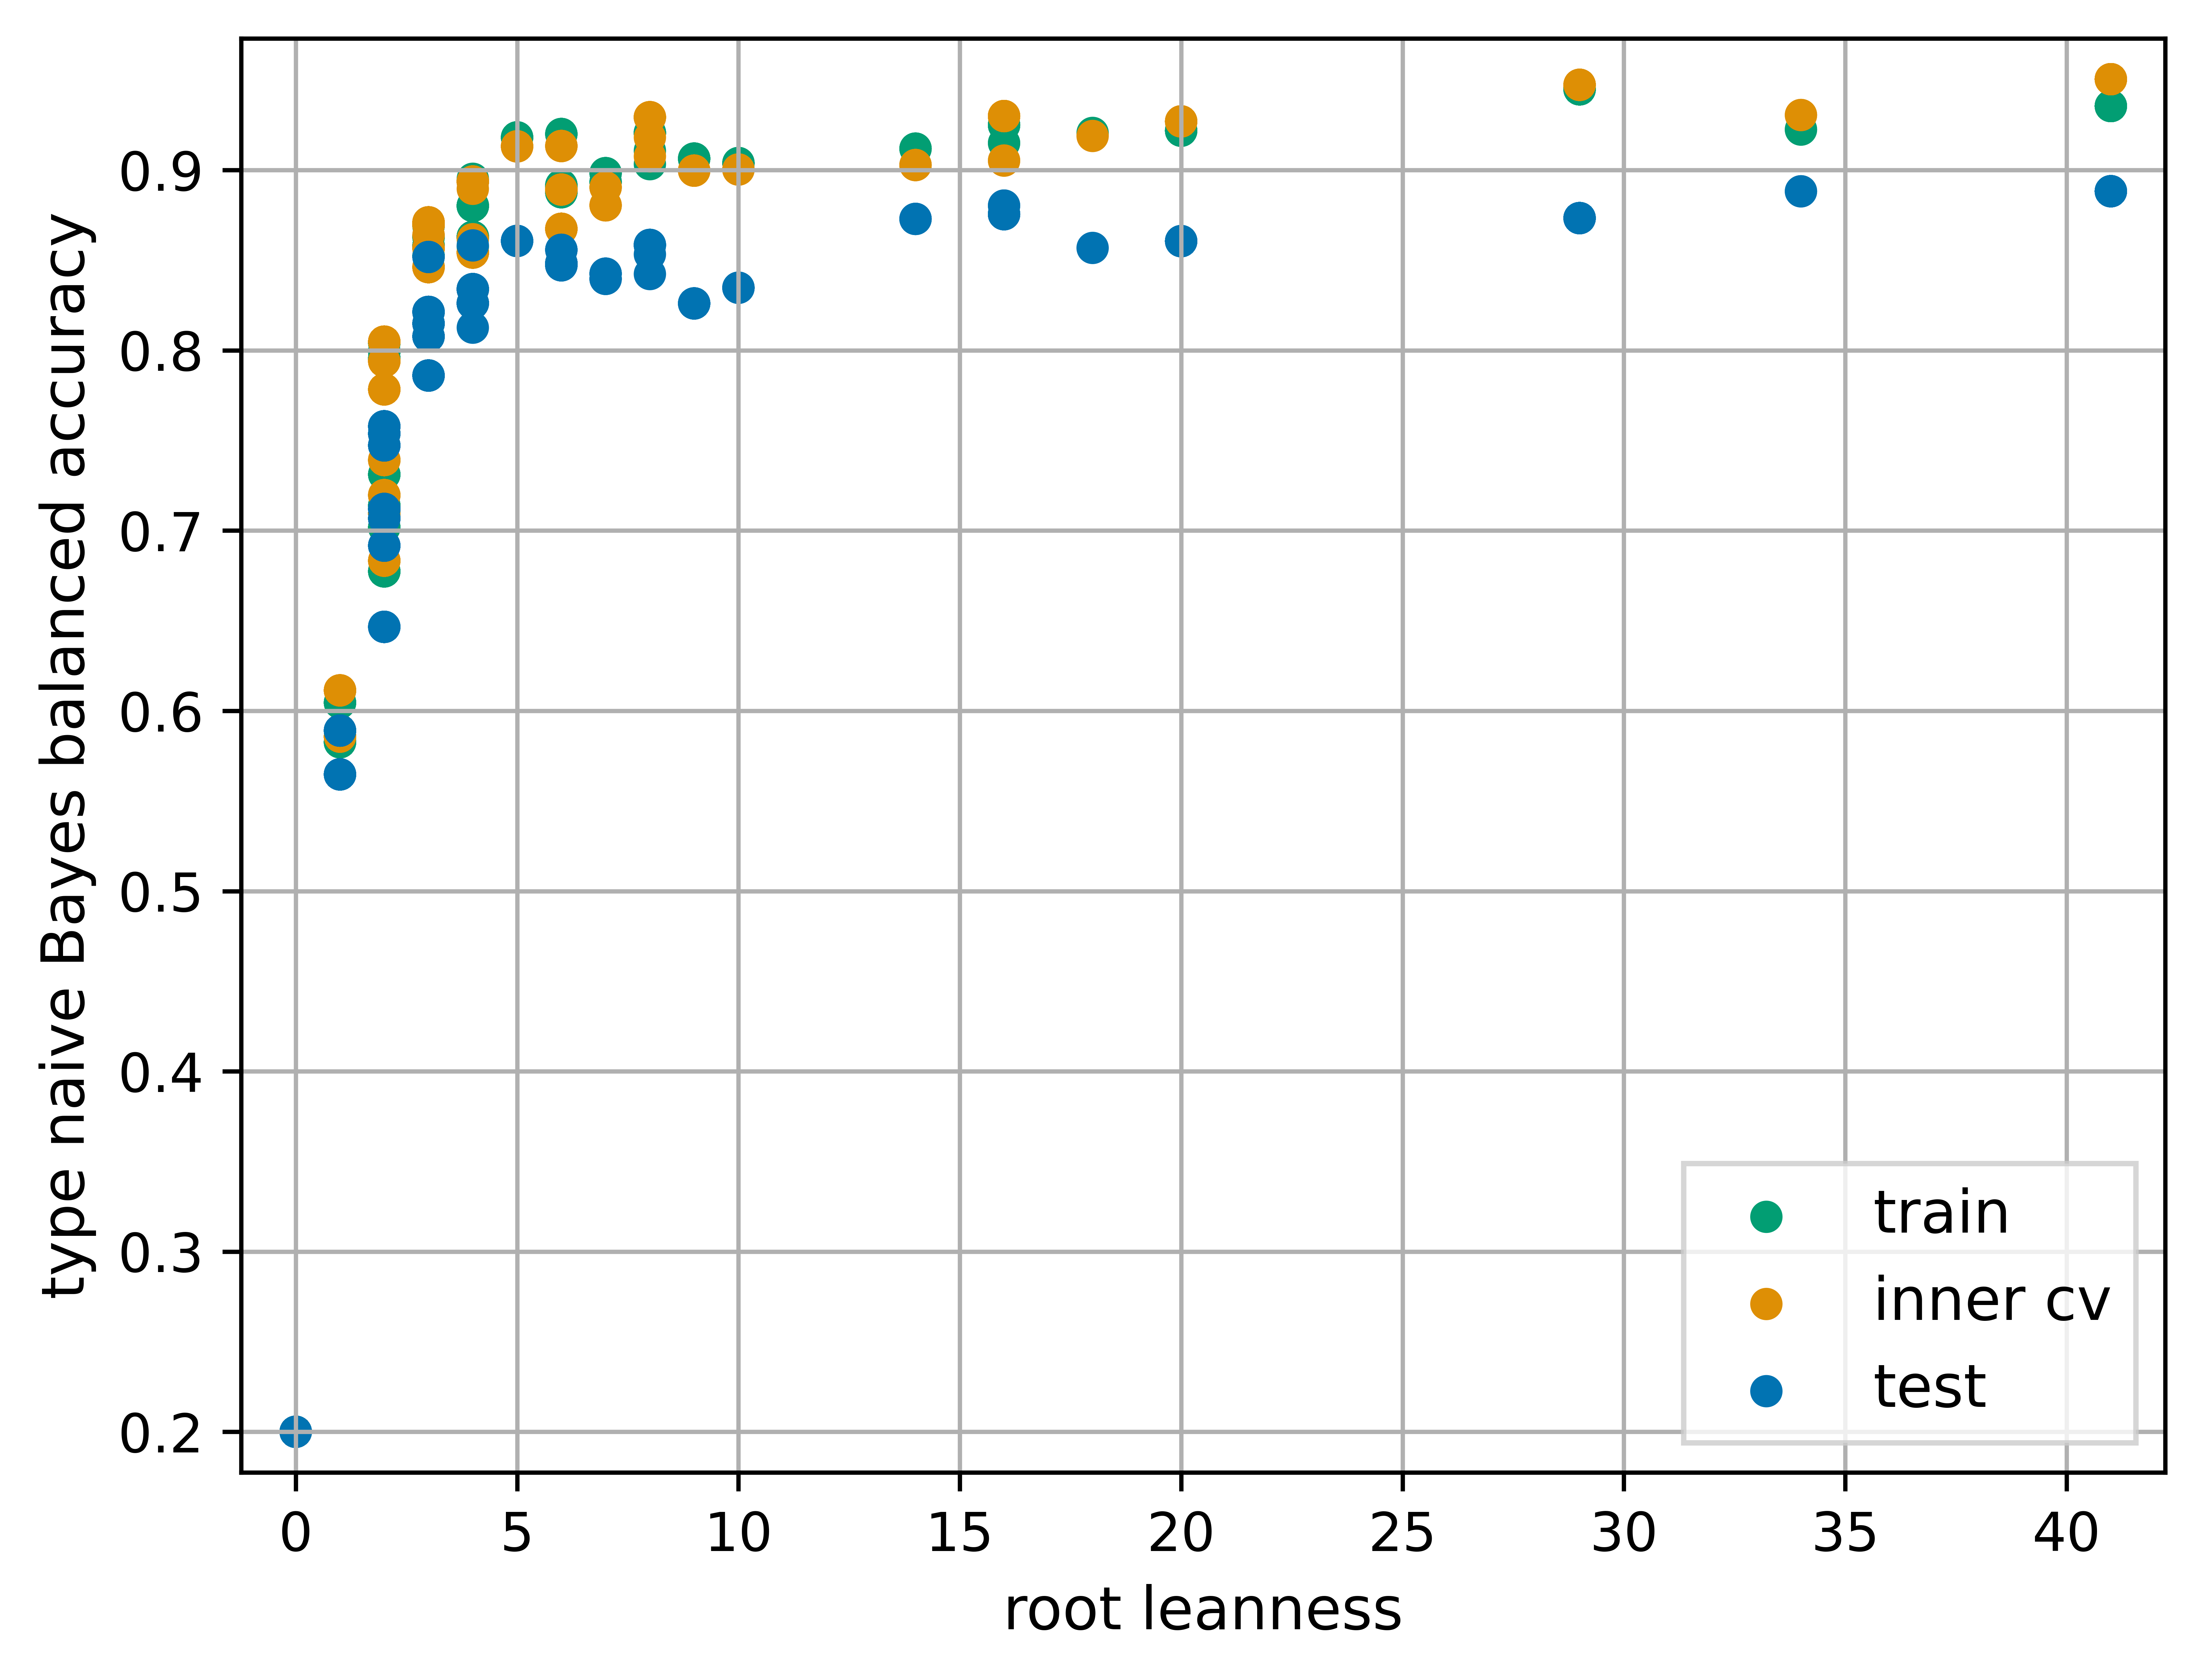 type naive Bayes balanced accuracy
0.9
0.8
0.7
0.6
0.5
0.4
0.3
0.2
train
inner cv
test
0 5 10 15 20 25 30 35 40
root leanness